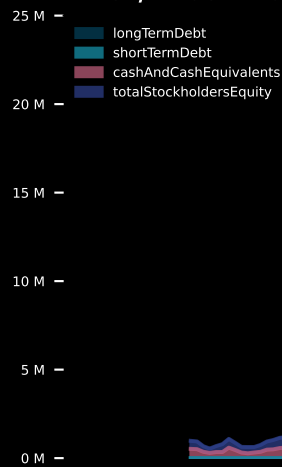 25 M
longTermDebt
shortTermDebt
cashAndCashEquivalents
totalStockholdersEquity
20 M
15 M
10 M
5 M
0 M